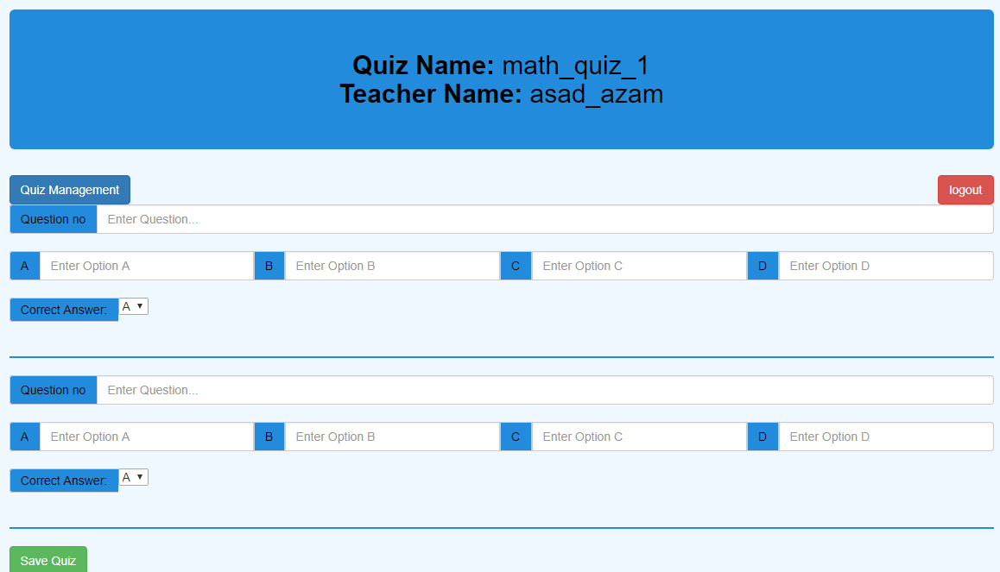 Quiz Name: math_quiz_1
Teacher Name: asad_azam
Quiz Management logout
Question no Enter Question...
A Enter Option A B Enter Option B C Enter Option C D Enter Option D
Correct Answer: A
Question no Enter Question...
A Enter Option A B Enter Option B C Enter Option C D Enter Option D
Correct Answer: A
Save Quiz